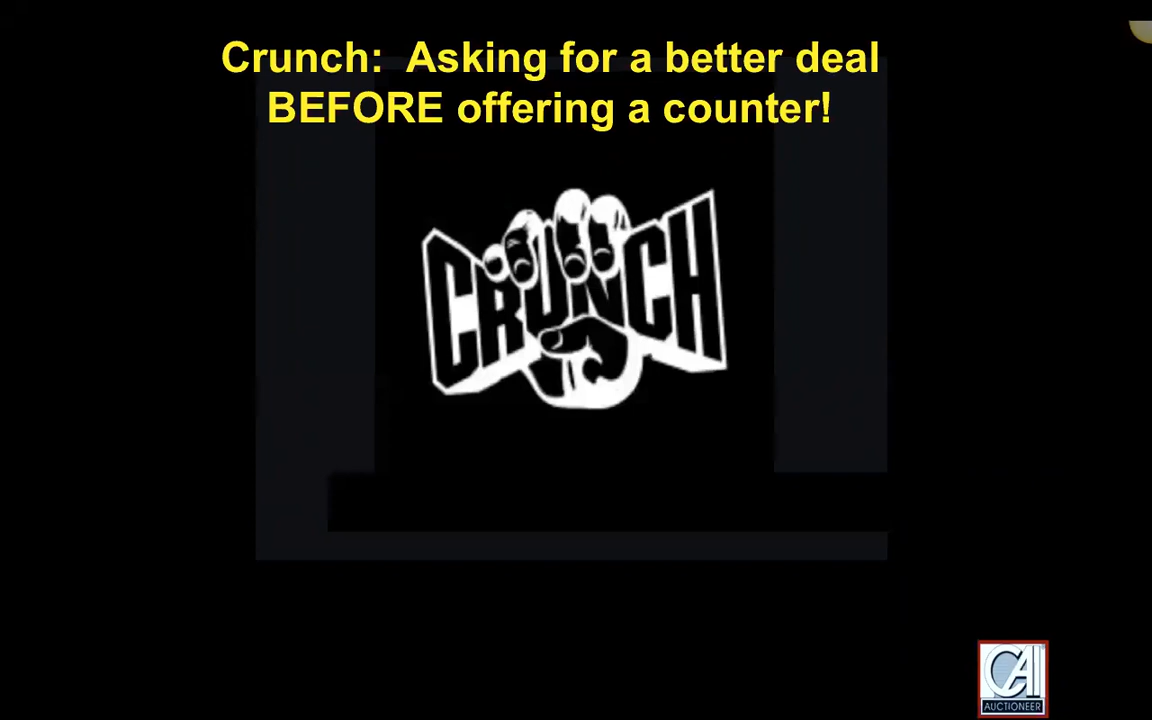 Crunch: Asking for a better deal
BEFORE offering a counter!
CRUNCH
CAI
AUCTIONEER